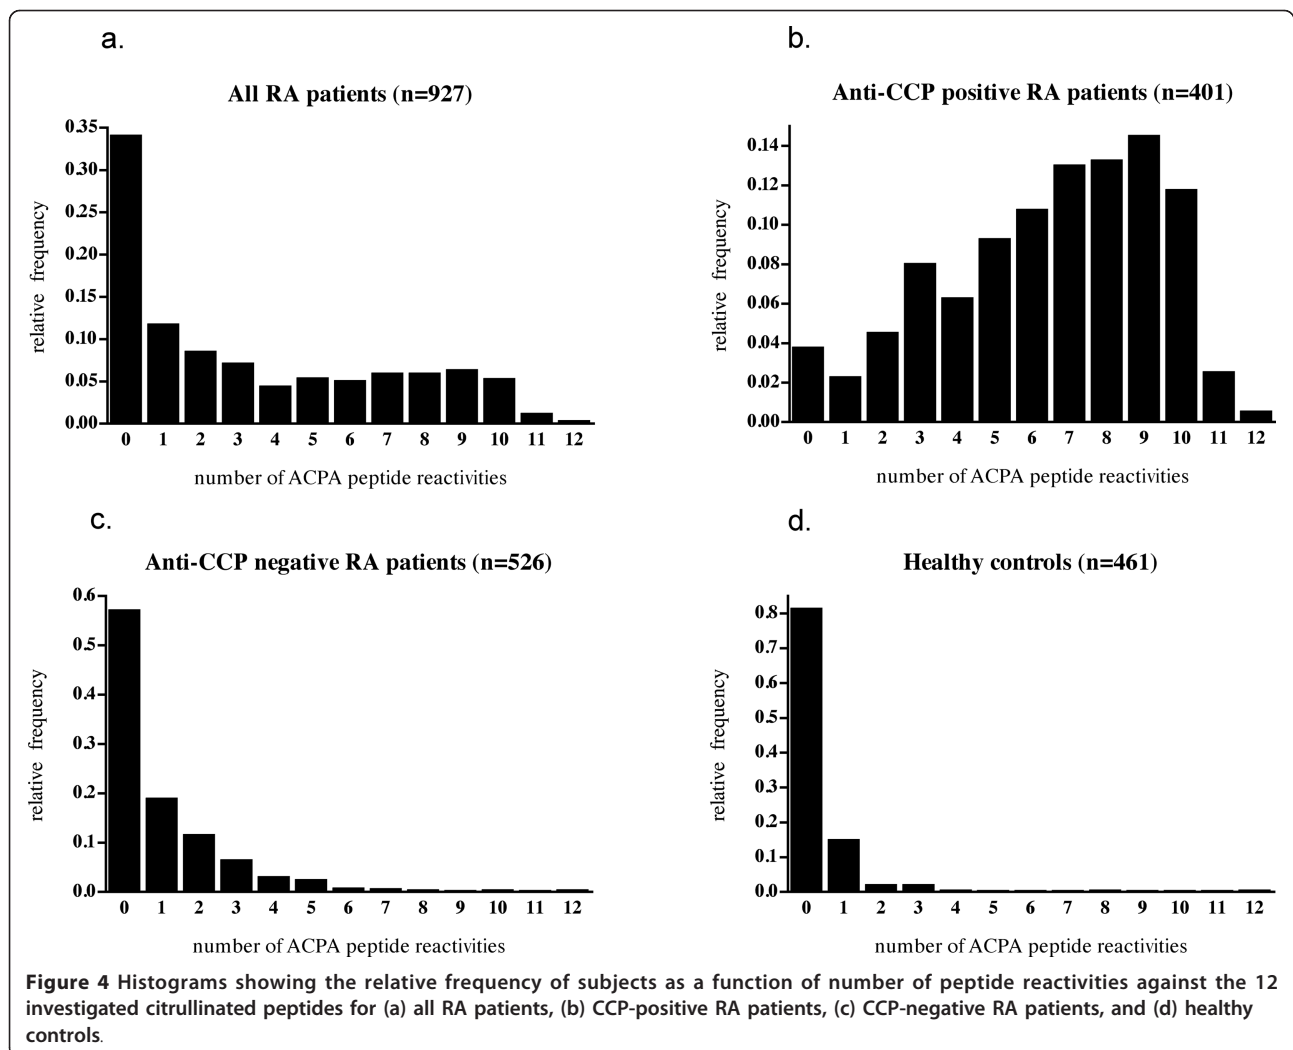 a.
All RA patients (n=927)
relative frequency
0.35
0.30
0.25
0.20
0.15
0.10
0.05
0.00
0 1 2 3 4 5 6 7 8 9 10 11 12
number of ACPA peptide reactivities
b.
Anti-CCP positive RA patients (n=401)
relative frequency
0.14
0.12
0.10
0.08
0.06
0.04
0.02
0.00
0 1 2 3 4 5 6 7 8 9 10 11 12
number of ACPA peptide reactivities
c.
Anti-CCP negative RA patients (n=526)
relative frequency
0.6
0.5
0.4
0.3
0.2
0.1
0.0
0 1 2 3 4 5 6 7 8 9 10 11 12
number of ACPA peptide reactivities
d.
Healthy controls (n=461)
relative frequency
0.8
0.7
0.6
0.5
0.4
0.3
0.2
0.1
0.0
0 1 2 3 4 5 6 7 8 9 10 11 12
number of ACPA peptide reactivities
Figure 4 Histograms showing the relative frequency of subjects as a function of number of peptide reactivities against the 12
investigated citrullinated peptides for (a) all RA patients, (b) CCP-positive RA patients, (c) CCP-negative RA patients, and (d) healthy
controls.